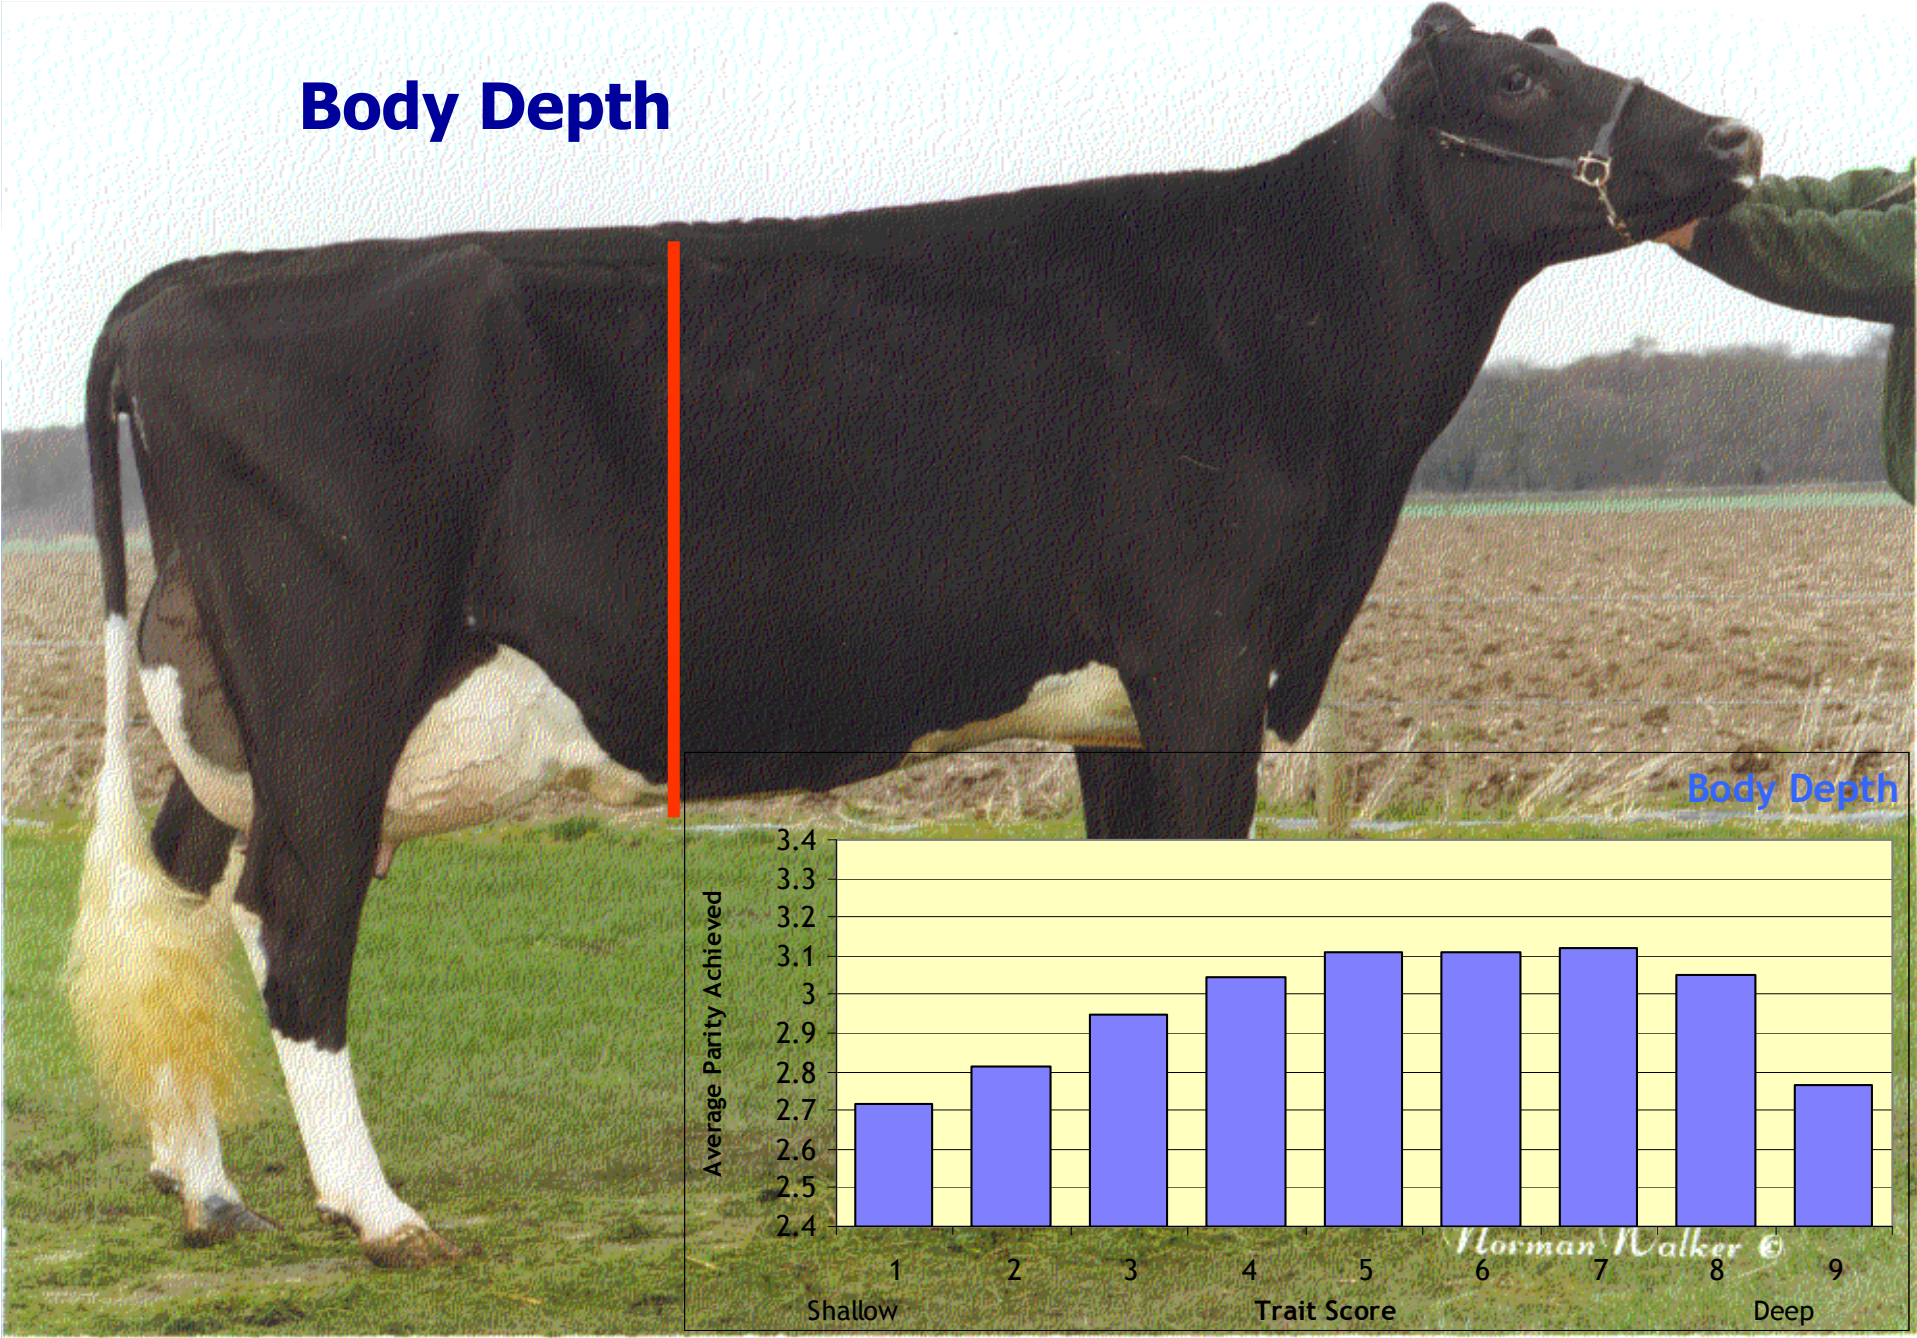 Body Depth
Body Depth
Average Parity Achieved
3.4
3.3
3.2
3.1
3
2.9
2.8
2.7
2.6
2.5
2.4
Norman Walker ©
1 2 3 4 5 6 7 8 9
Shallow Trait Score Deep